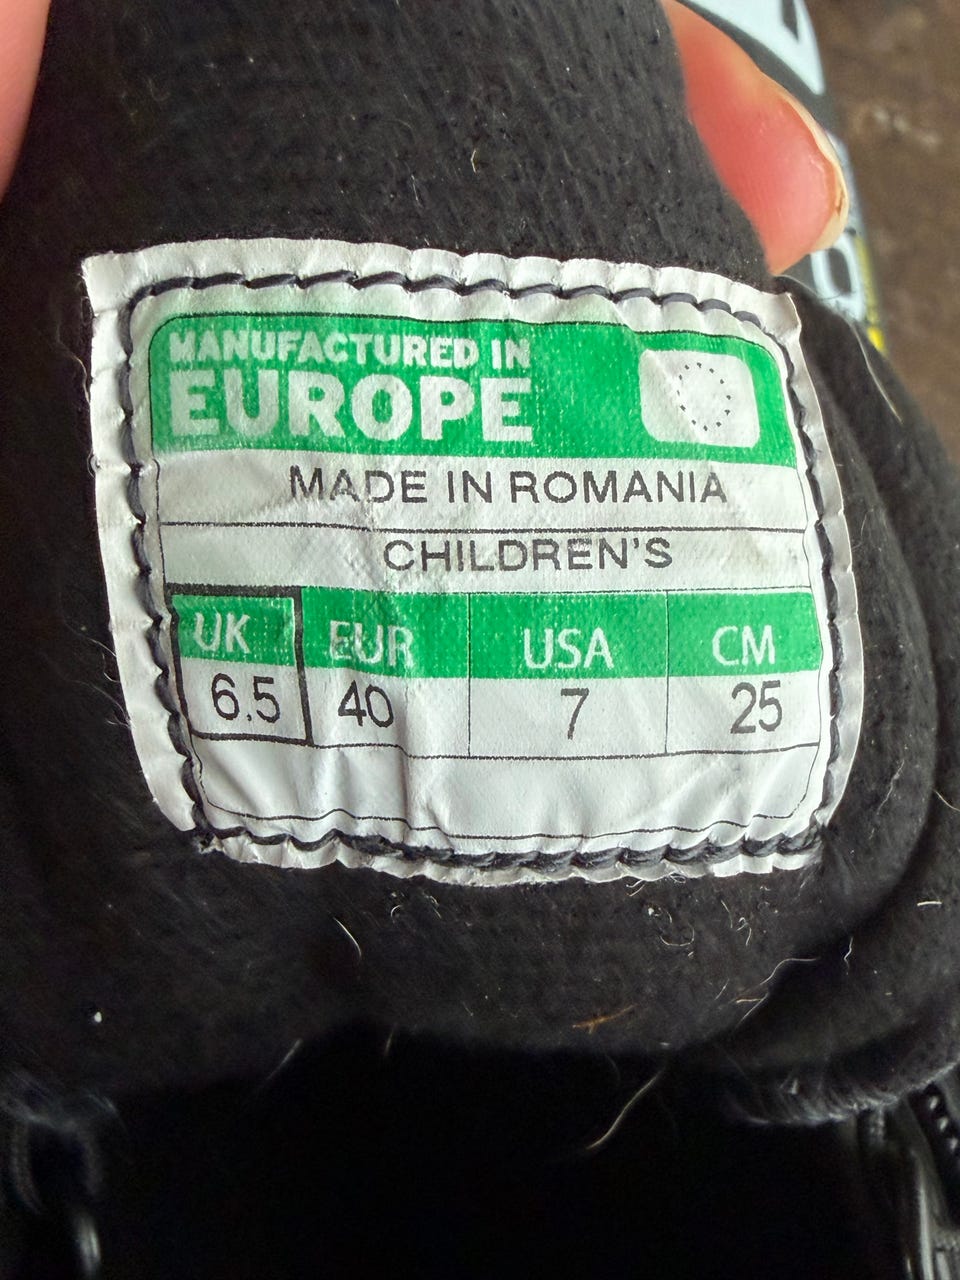 MANUFACTURED IN
EUROPE
MADE IN ROMANIA
CHILDREN'S
UK EUR USA CM
6.5 40 7 25